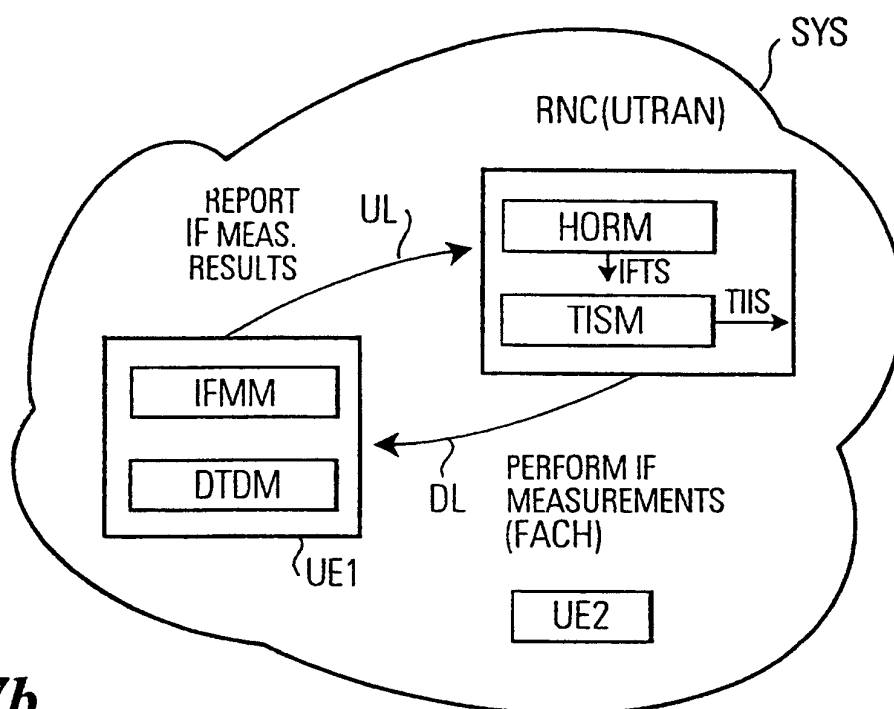 SYS
RNC(UTRAN)
REPORT
IF MEAS.
RESULTS
UL
HORM
IFTS
TISM
TIIS
IFMM
DTDM
UE1
DL
PERFORM IF
MEASUREMENTS
(FACH)
UE2
7b